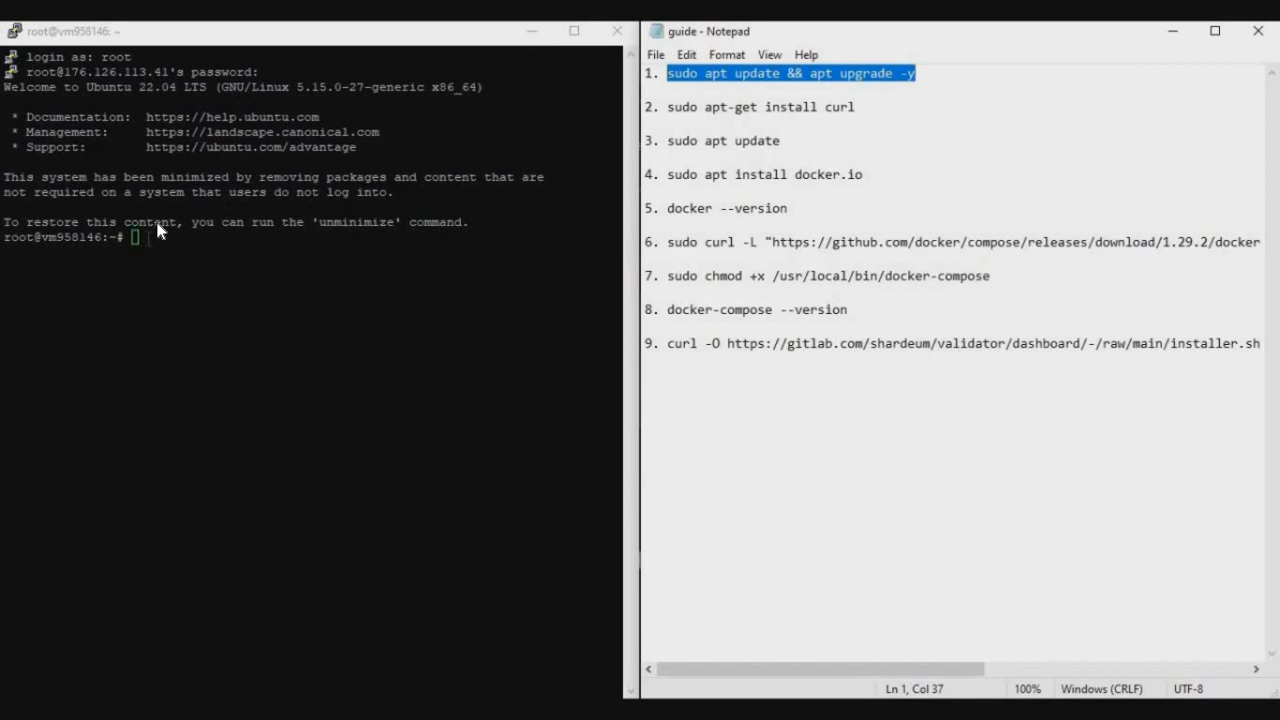 root@vm958146: ~
login as: root
root@176.126.113.41's password:
Welcome to Ubuntu 22.04 LTS (GNU/Linux 5.15.0-27-generic x86_64)
* Documentation: https://help.ubuntu.com
* Management: https://landscape.canonical.com
* Support: https://ubuntu.com/advantage
This system has been minimized by removing packages and content that are
not required on a system that users do not log into.
To restore this content, you can run the 'unminimize' command.
root@vm958146:~#
guide - Notepad
File Edit Format View Help
1. sudo apt update && apt upgrade -y
2. sudo apt-get install curl
3. sudo apt update
4. sudo apt install docker.io
5. docker --version
6. sudo curl -L "https://github.com/docker/compose/releases/download/1.29.2/docker
7. sudo chmod +x /usr/local/bin/docker-compose
8. docker-compose --version
9. curl -O https://gitlab.com/shardeum/validator/dashboard/-/raw/main/installer.sh
Ln 1, Col 37 100% Windows (CRLF) UTF-8